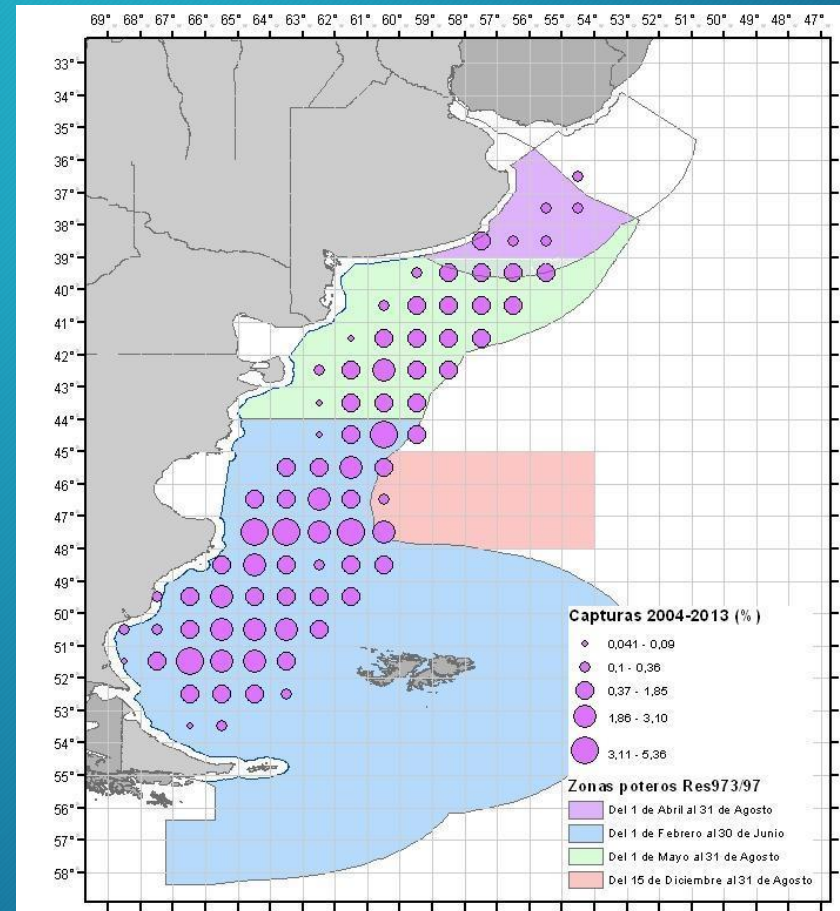 69° 68° 67° 66° 65° 64° 63° 62° 61° 60° 59° 58° 57° 56° 55° 54° 53° 52° 51° 50° 49° 48° 47°
33°
34°
35°
36°
37°
38°
39°
40°
41°
42°
43°
44°
45°
46°
47°
48°
49°
50°
51°
52°
53°
54°
55°
56°
57°
58°
Capturas 2004-2013 (%)
0,041 - 0,09
0,1 - 0,36
0,37 - 1,85
1,86 - 3,10
3,11 - 5,36
Zonas poteros Res973/97
Del 1 de Abril al 31 de Agosto
Del 1 de Febrero al 30 de Junio
Del 1 de Mayo al 31 de Agosto
Del 15 de Diciembre al 31 de Agosto